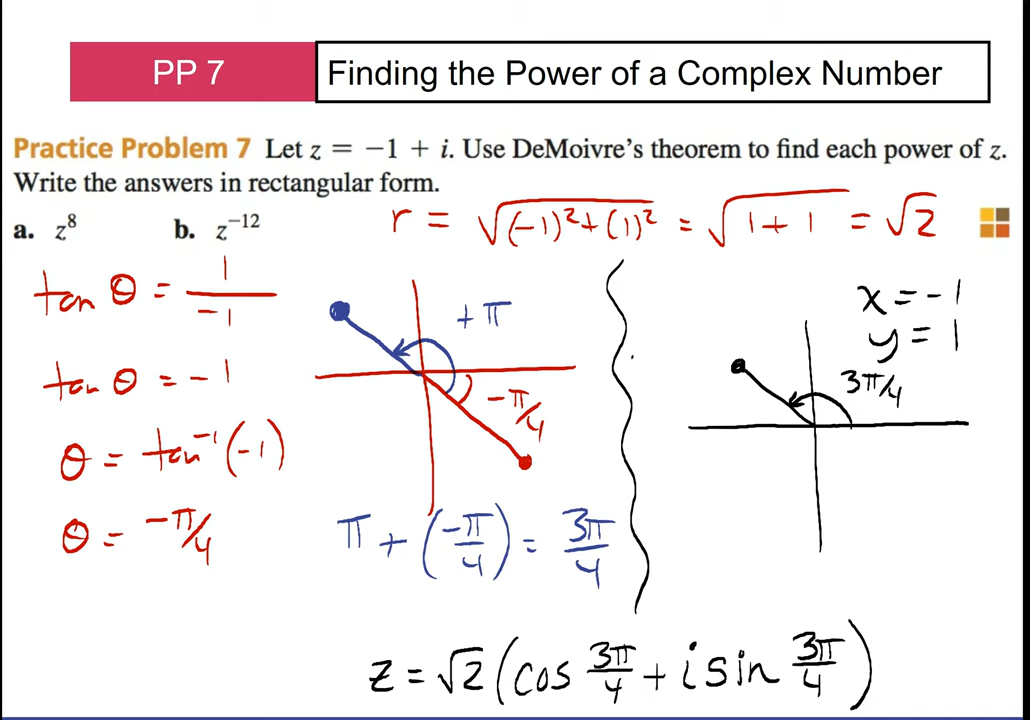 PP 7
Finding the Power of a Complex Number
Practice Problem 7 Let z = −1 + i. Use DeMoivre's theorem to find each power of z.
Write the answers in rectangular form.
a. z⁸ b. z⁻¹²
r = √((-1)² + (1)²) = √(1 + 1) = √2
tan θ = 1/-1
tan θ = -1
θ = tan⁻¹(-1)
θ = -π/4
+π
-π/4
π + (-π/4) = 3π/4
x = -1
y = 1
3π/4
z = √2 (cos 3π/4 + i sin 3π/4)